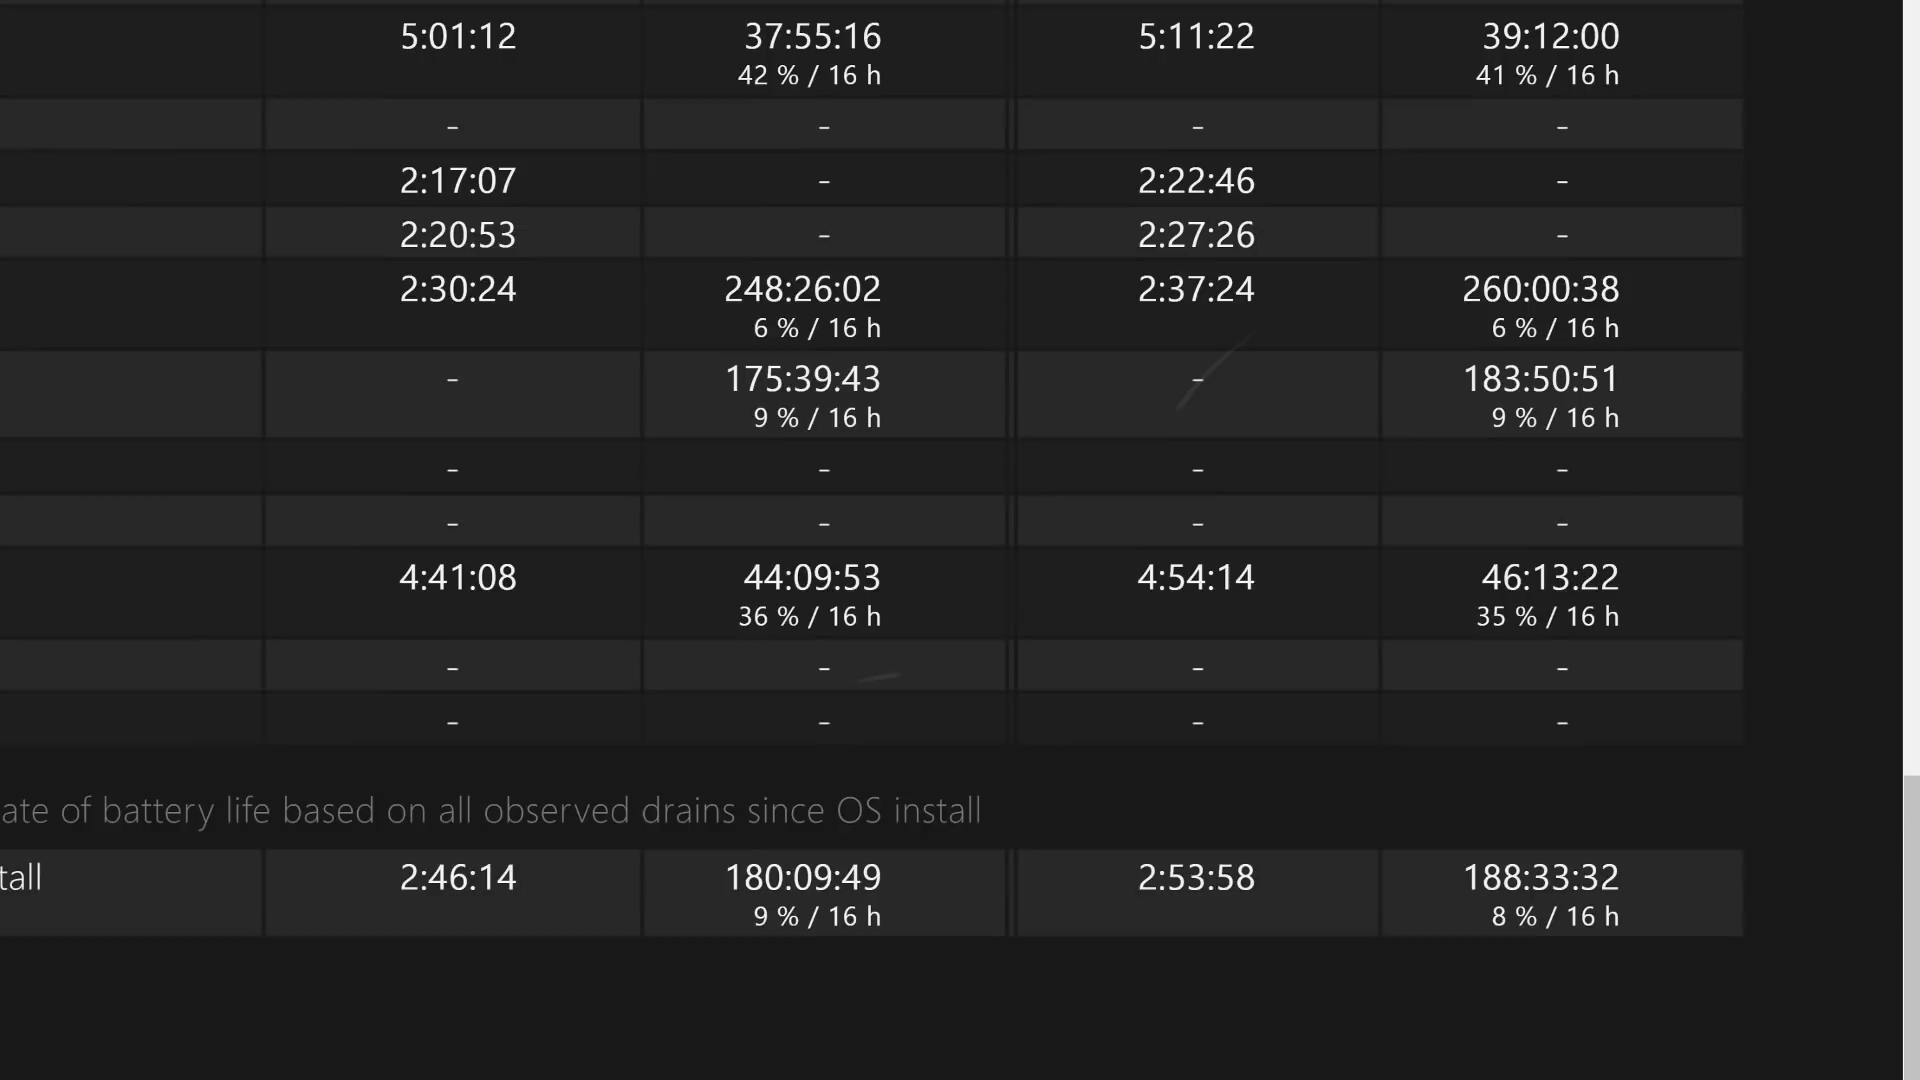 5:01:12 37:55:16 5:11:22 39:12:00
42 % / 16 h 41 % / 16 h
- - - -
2:17:07 - 2:22:46 -
2:20:53 - 2:27:26 -
2:30:24 248:26:02 2:37:24 260:00:38
6 % / 16 h 6 % / 16 h
- 175:39:43 - 183:50:51
9 % / 16 h 9 % / 16 h
- - - -
- - - -
4:41:08 44:09:53 4:54:14 46:13:22
36 % / 16 h 35 % / 16 h
- - - -
- - - -
ate of battery life based on all observed drains since OS install
tall 2:46:14 180:09:49 2:53:58 188:33:32
9 % / 16 h 8 % / 16 h